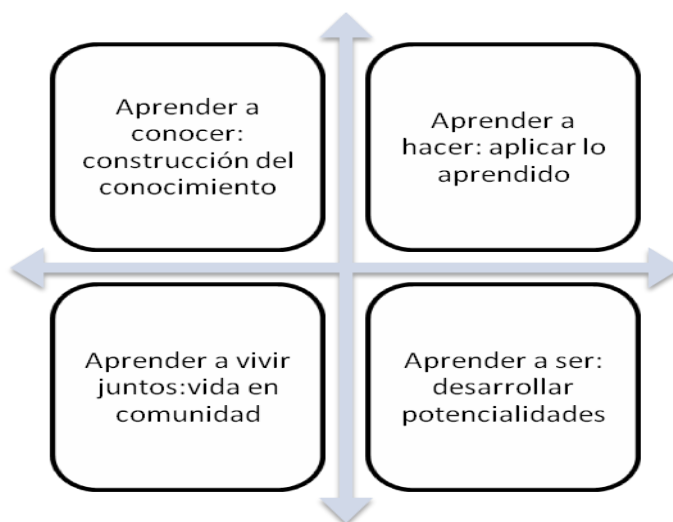 Aprender a
conocer:
construcción del
conocimiento
Aprender a
hacer: aplicar lo
aprendido
Aprender a vivir
juntos:vida en
comunidad
Aprender a ser:
desarrollar
potencialidades